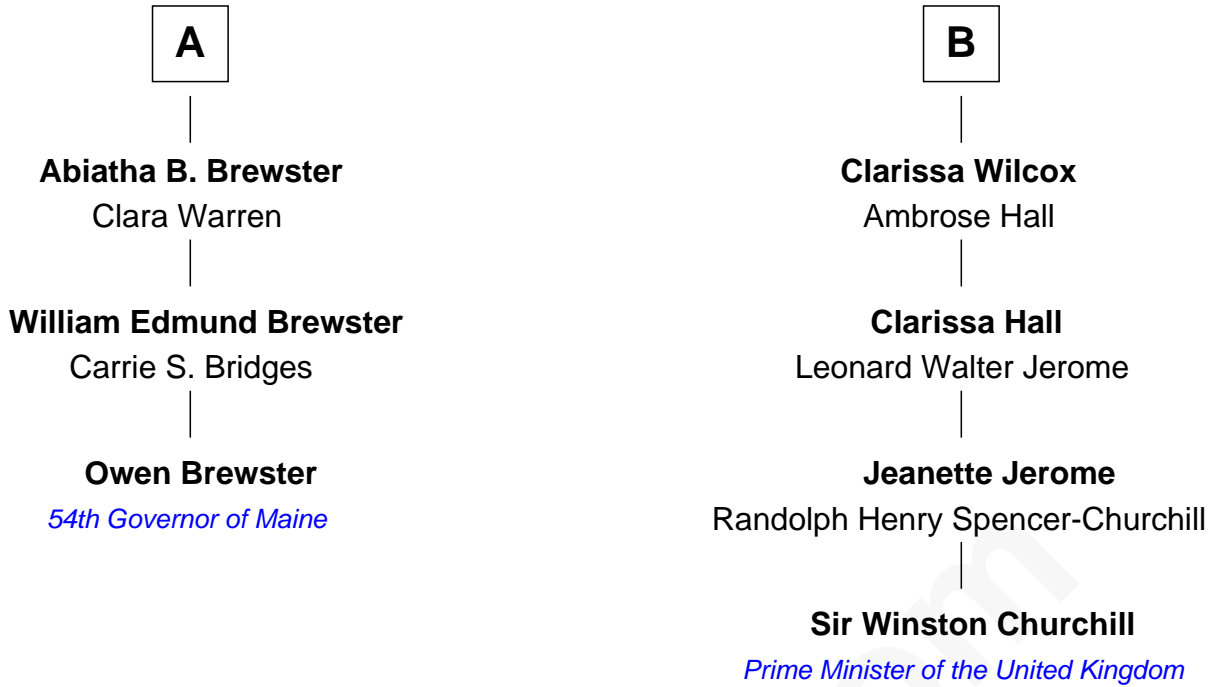 A
Abiatha B. Brewster
Clara Warren
William Edmund Brewster
Carrie S. Bridges
Owen Brewster
54th Governor of Maine
B
Clarissa Wilcox
Ambrose Hall
Clarissa Hall
Leonard Walter Jerome
Jeanette Jerome
Randolph Henry Spencer-Churchill
Sir Winston Churchill
Prime Minister of the United Kingdom